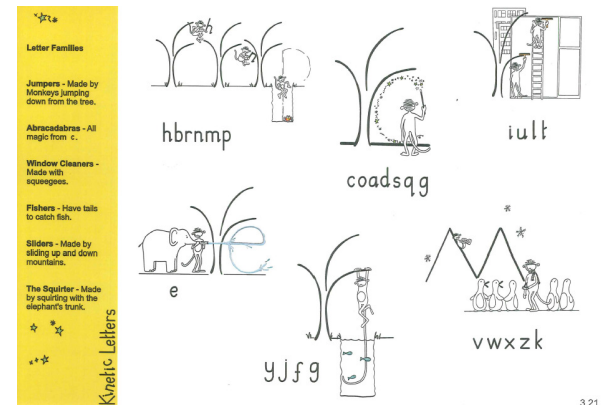 Letter Families
Jumpers - Made by
Monkeys jumping
down from the tree.
Abracadabras - All
magic from c.
Window Cleaners -
Made with
squeegees.
Fishers - Have tails
to catch fish.
Sliders - Made by
sliding up and down
mountains.
The Squirter - Made
by squirting with the
elephant's trunk.
Kinetic Letters
h
hbrnmp
coadsqg
iult
e
yjfg
vwxzk
3.21